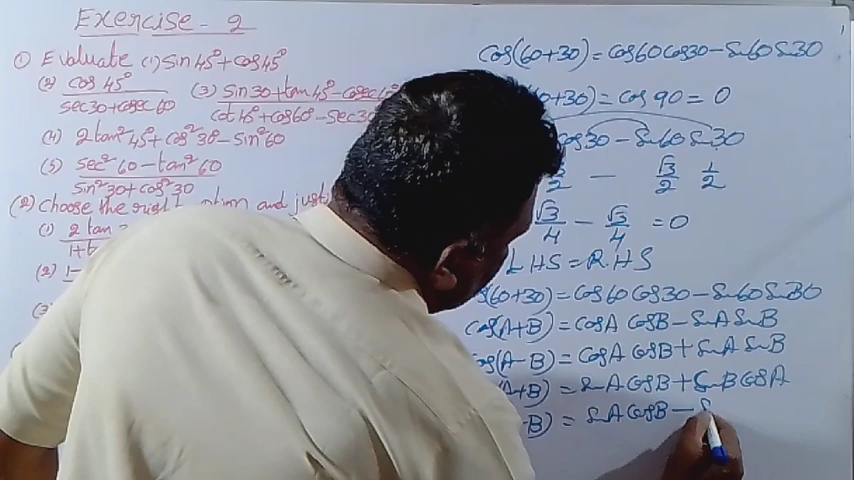 Exercise - 2
(1) Evaluate (1) sin 45° + cos 45°
(2) cos 45° / sec 30 + cosec 60 (3) sin 30 + tan 45° - cosec / cot 45° + cos 60° - sec 30
(4) 2 tan² 45° + cos² 30 - sin² 60
(5) sec² 60 - tan² 60 / sin² 30 + cos² 30
(2) Choose the right option and just
(1) 2 tan / 1+
(2) 1-
cos(60+30) = cos60 cos30 - sin60 sin30
+30) = cos 90 = 0
cos30 - sin60 sin30
— √3/2 1/2
√3/4 - √3/4 = 0
LHS = RHS
(60+30) = cos60 cos30 - sin60 sin30
cos(A+B) = cosA cosB - sinA sinB
cos(A-B) = cosA cosB + sinA sinB
(A+B) = sinA cosB + sinB cosA
-B) = sinA cosB - S